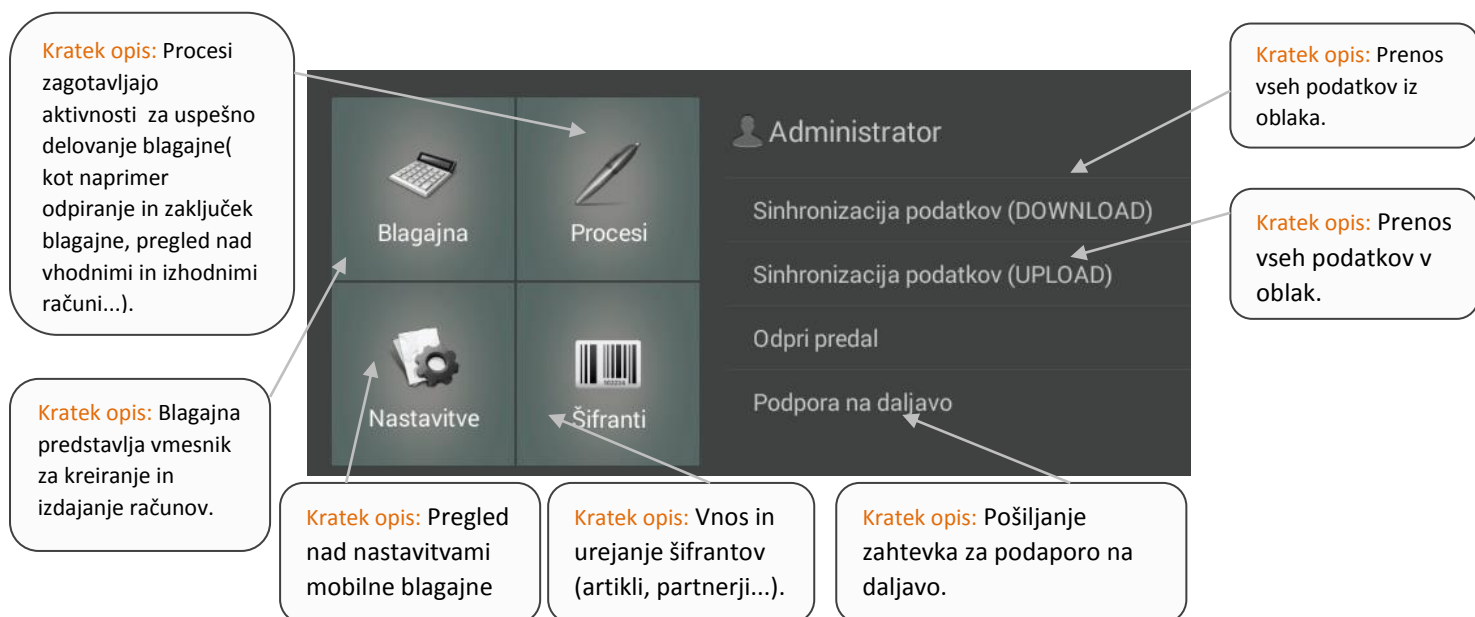 Kratek opis: Procesi
zagotavljajo
aktivnosti za uspešno
delovanje blagajne(
kot naprimer
odpiranje in zaključek
blagajne, pregled nad
vhodnimi in izhodnimi
računi...).
Kratek opis: Blagajna
predstavlja vmesnik
za kreiranje in
izdajanje računov.
Blagajna
Procesi
Nastavitve
Šifranti
Administrator
Sinhronizacija podatkov (DOWNLOAD)
Sinhronizacija podatkov (UPLOAD)
Odpri predal
Podpora na daljavo
Kratek opis: Prenos
vseh podatkov iz
oblaka.
Kratek opis: Prenos
vseh podatkov v
oblak.
Kratek opis: Pregled
nad nastavitvami
mobilne blagajne
Kratek opis: Vnos in
urejanje šifrantov
(artikli, partnerji...).
Kratek opis: Pošiljanje
zahtevka za podaporo na
daljavo.